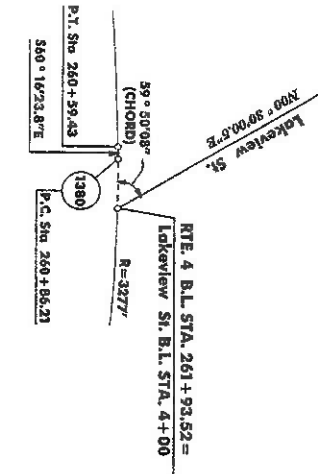 N00°30'00.5"E
Lakeview St.
59°50'08"
(CHORD)
RTE. 4 B.L. STA. 261+93.52=
Lakeview St. B.L. STA. 4+00
P.T. Sta 260+59.43
S60°16'23.8"E
1380
P.C. Sta 260+86.21
R=3277'